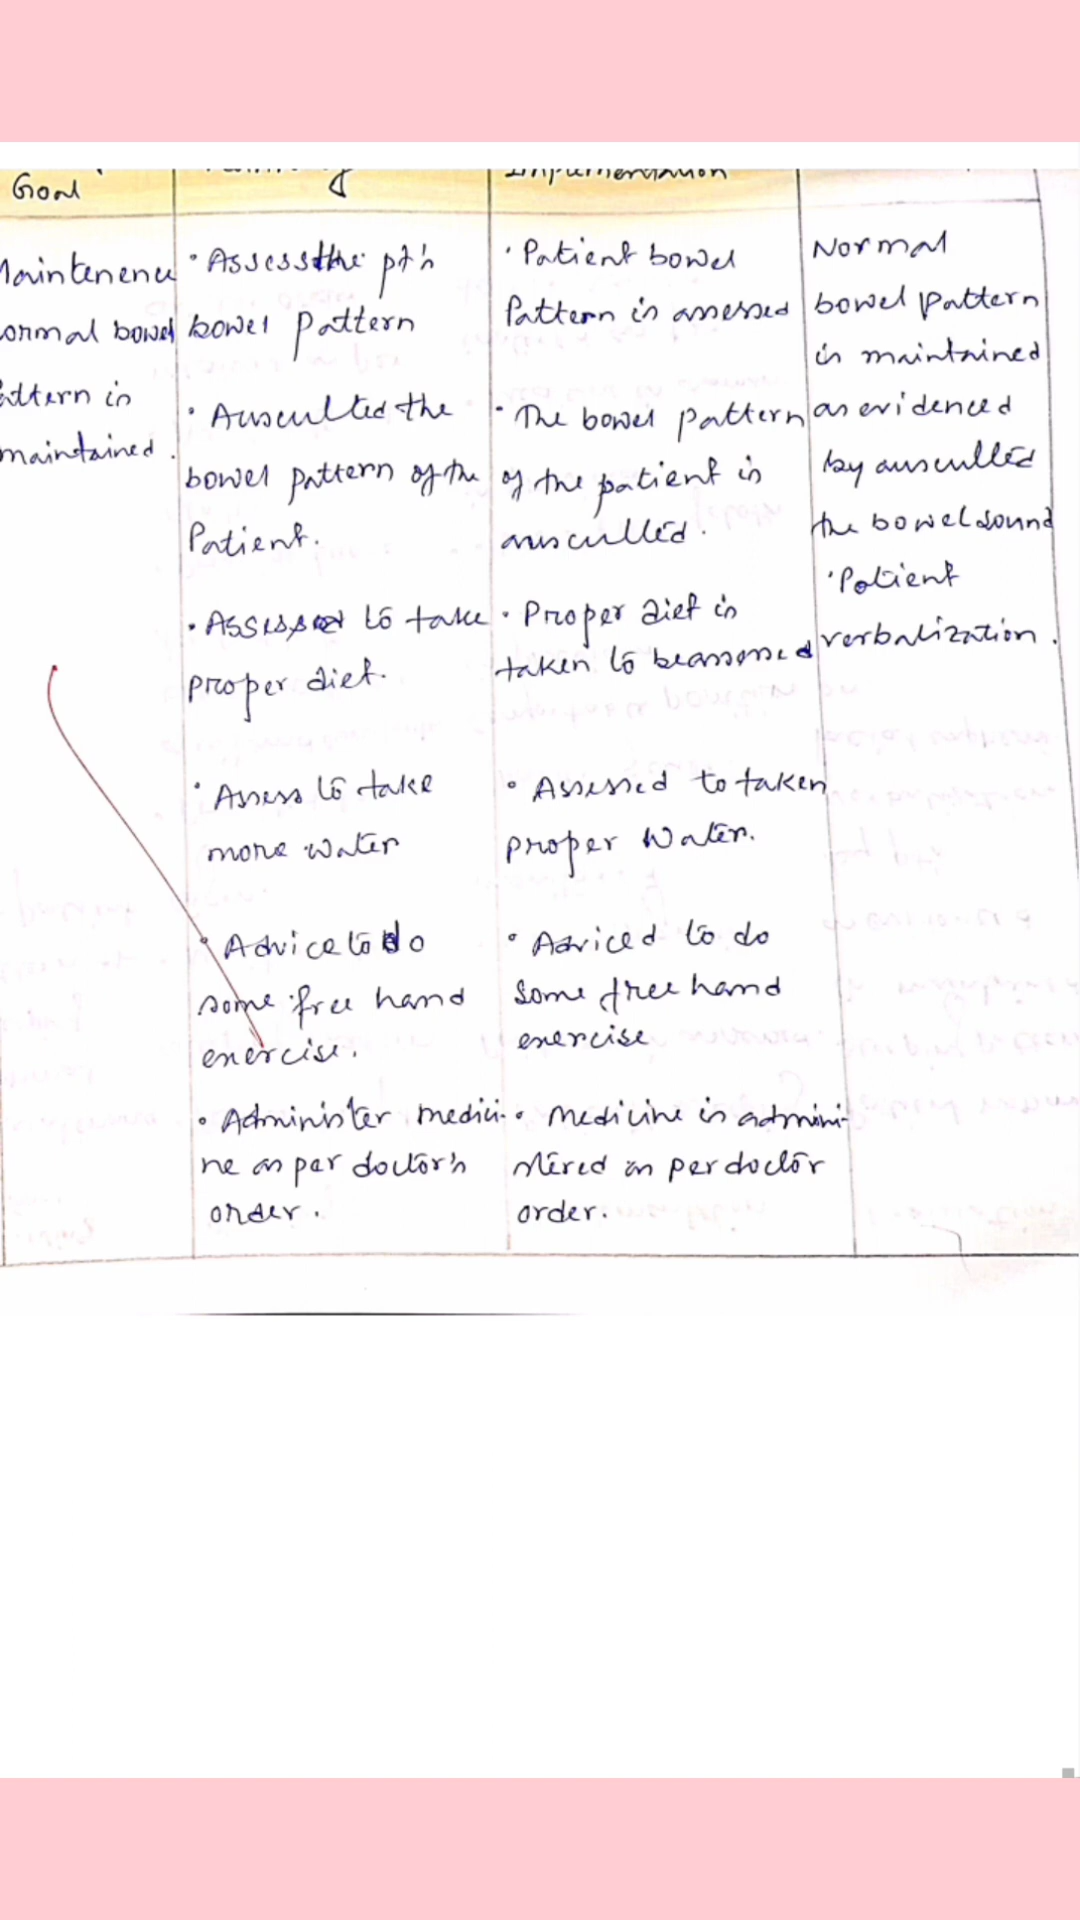 Goal
Implementation
Maintenence
ormal bowel
attern is
maintained.
• Assess the pt's
bowel pattern
• Ausculted the
bowel pattern of the
Patient.
• Assess to take
proper diet.
• Assess to take
more water
• Advice to do
some free hand
exercise.
• Administer medici-
ne as per doctor's
order.
• Patient bowel
Pattern is assessed
• The bowel pattern
of the patient is
ausculted.
• Proper diet is
taken to be assessed
• Assessed to taken
proper Water.
• Adviced to do
some free hand
exercise
• Medicine is admini-
stered as per doctor
order.
Normal
bowel pattern
is maintained
as evidenced
by ausculted
the bowel sound
• Patient
verbalization.